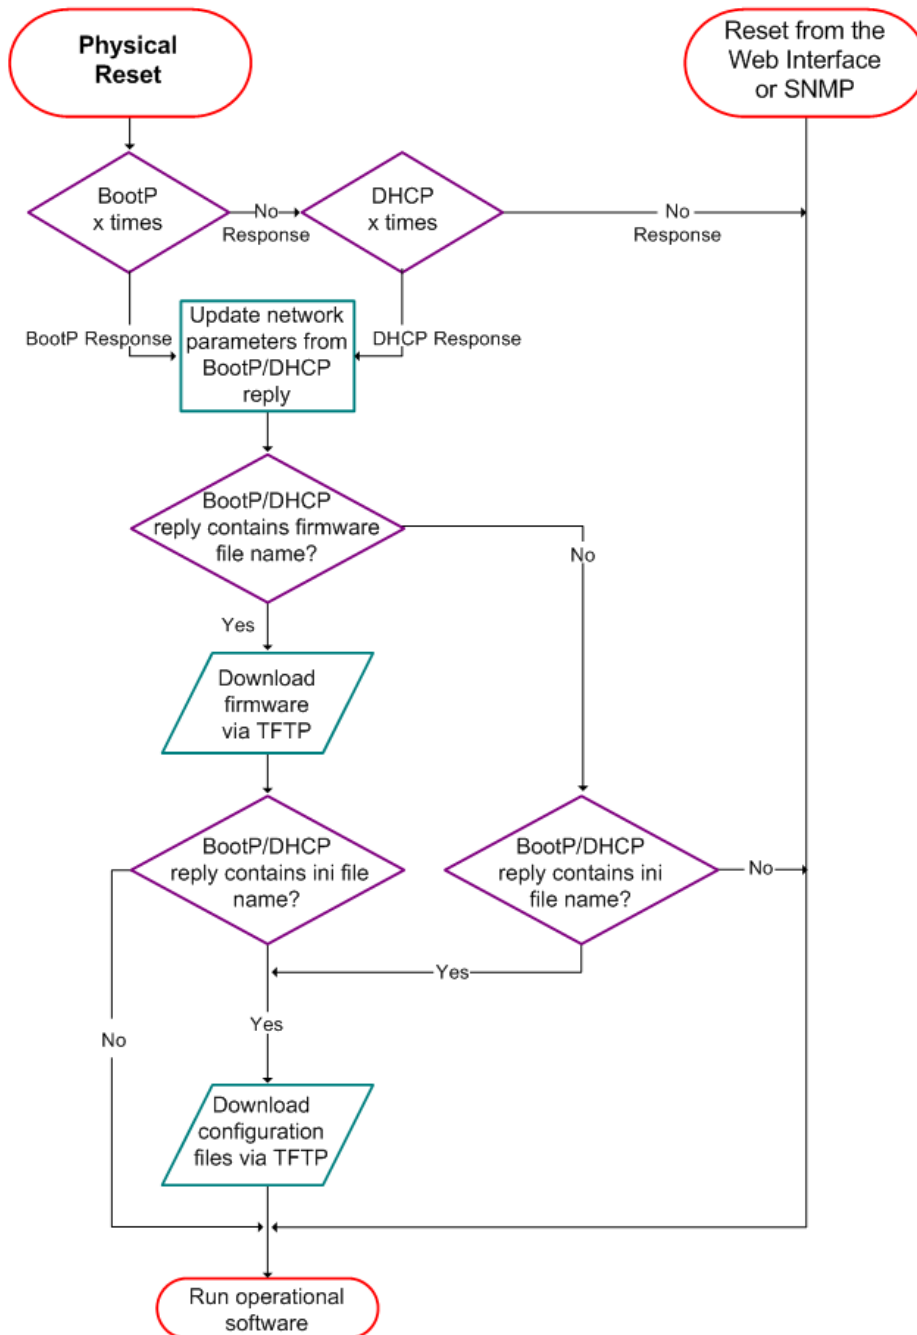 Physical
Reset
Reset from the
Web Interface
or SNMP
BootP
x times
No
Response
DHCP
x times
No
Response
BootP Response
Update network
parameters from
BootP/DHCP
reply
DHCP Response
BootP/DHCP
reply contains firmware
file name?
No
Yes
Download
firmware
via TFTP
BootP/DHCP
reply contains ini file
name?
BootP/DHCP
reply contains ini
file name?
No
Yes
No
Yes
Download
configuration
files via TFTP
Run operational
software